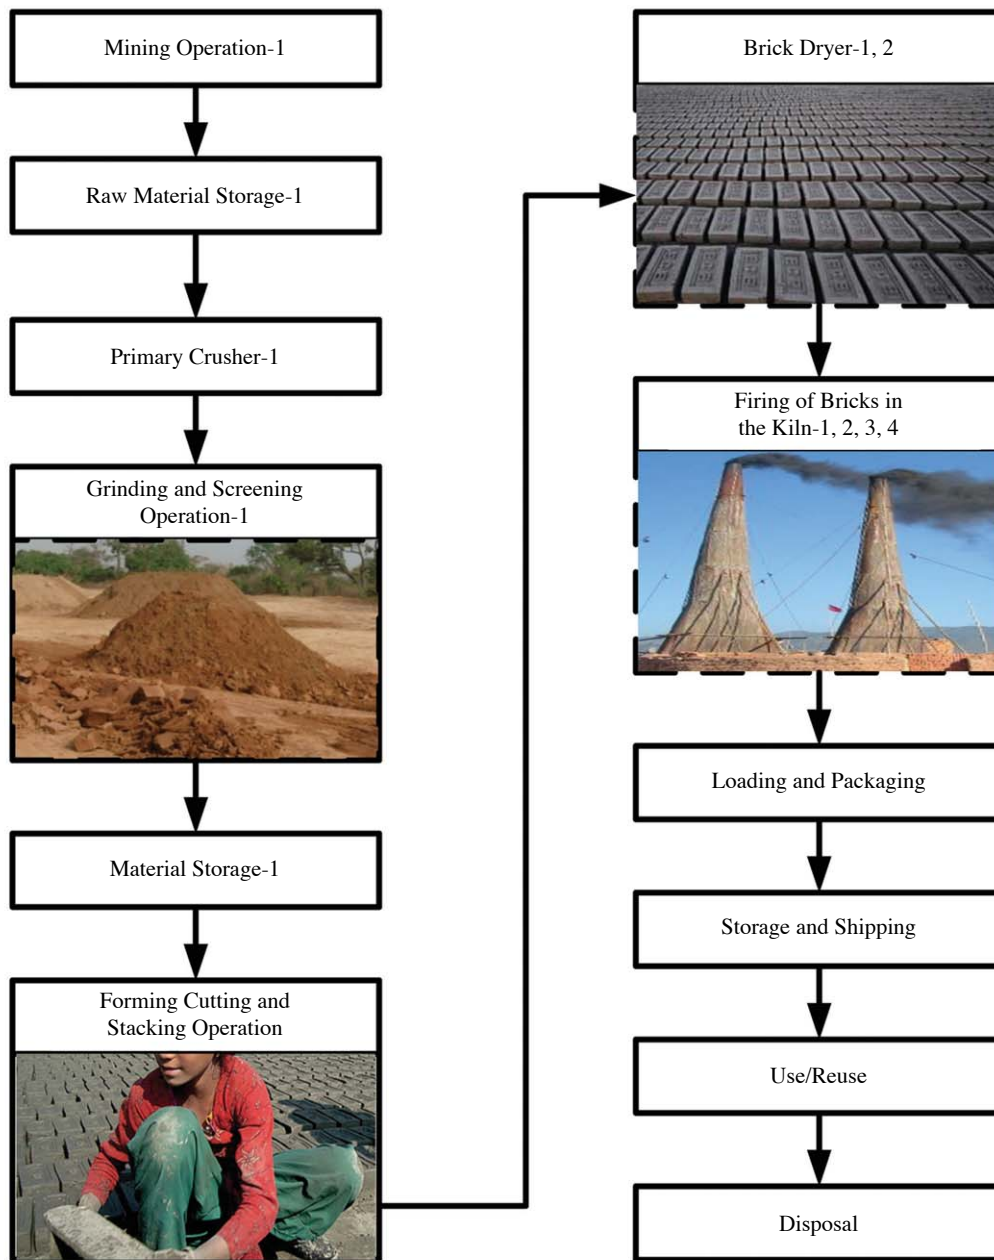 Mining Operation-1
Raw Material Storage-1
Primary Crusher-1
Grinding and Screening
Operation-1
Material Storage-1
Forming Cutting and
Stacking Operation
Brick Dryer-1, 2
Firing of Bricks in
the Kiln-1, 2, 3, 4
Loading and Packaging
Storage and Shipping
Use/Reuse
Disposal